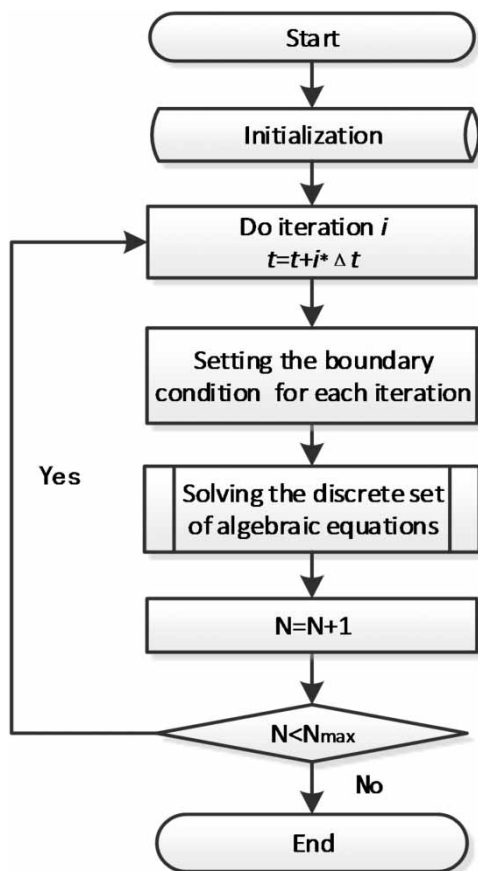 Start
Initialization
Do iteration i
t=t+i* Δ t
Setting the boundary
condition for each iteration
Yes
Solving the discrete set
of algebraic equations
N=N+1
N<Nmax
No
End